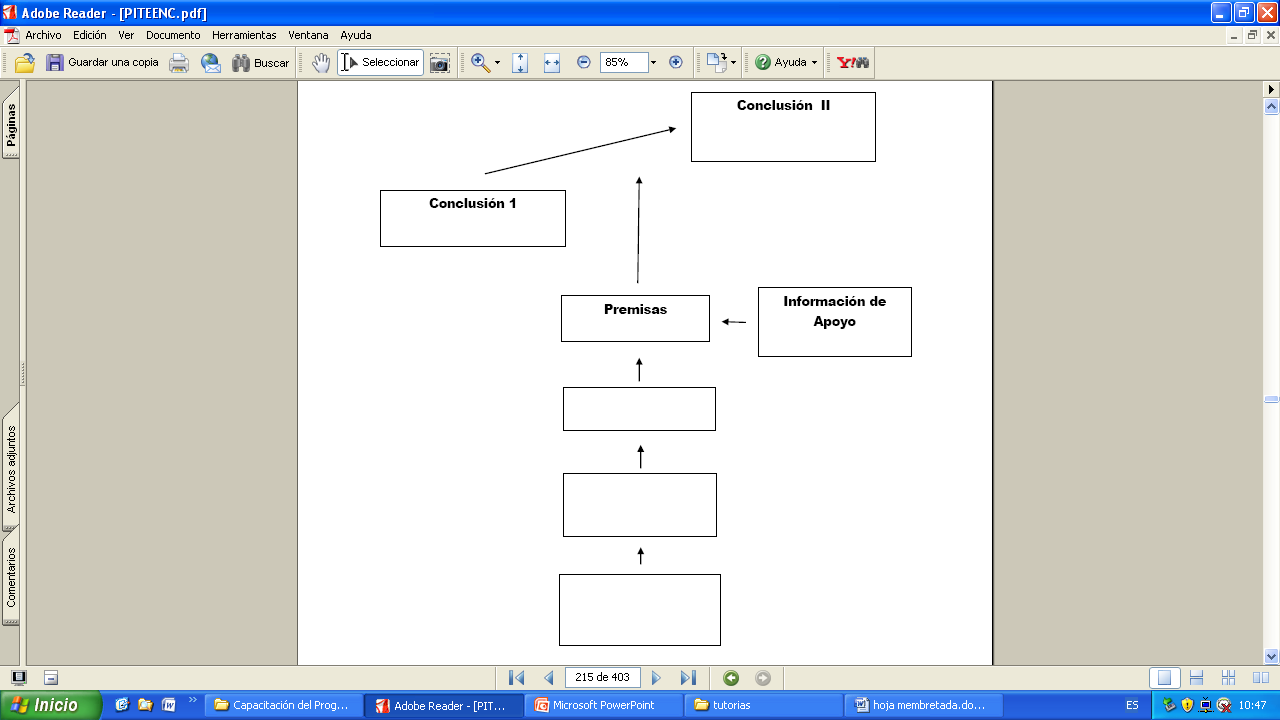 Adobe Reader - [PITEENC.pdf]
Archivo Edición Ver Documento Herramientas Ventana Ayuda
Guardar una copia Buscar Seleccionar 85% Ayuda Y!
Páginas
Archivos adjuntos
Comentarios
Conclusión II
Conclusión 1
Premisas
Información de
Apoyo
215 de 403
Inicio Capacitación del Prog... Adobe Reader - [PIT... Microsoft PowerPoint tutorias hoja membretada.do... ES 10:47